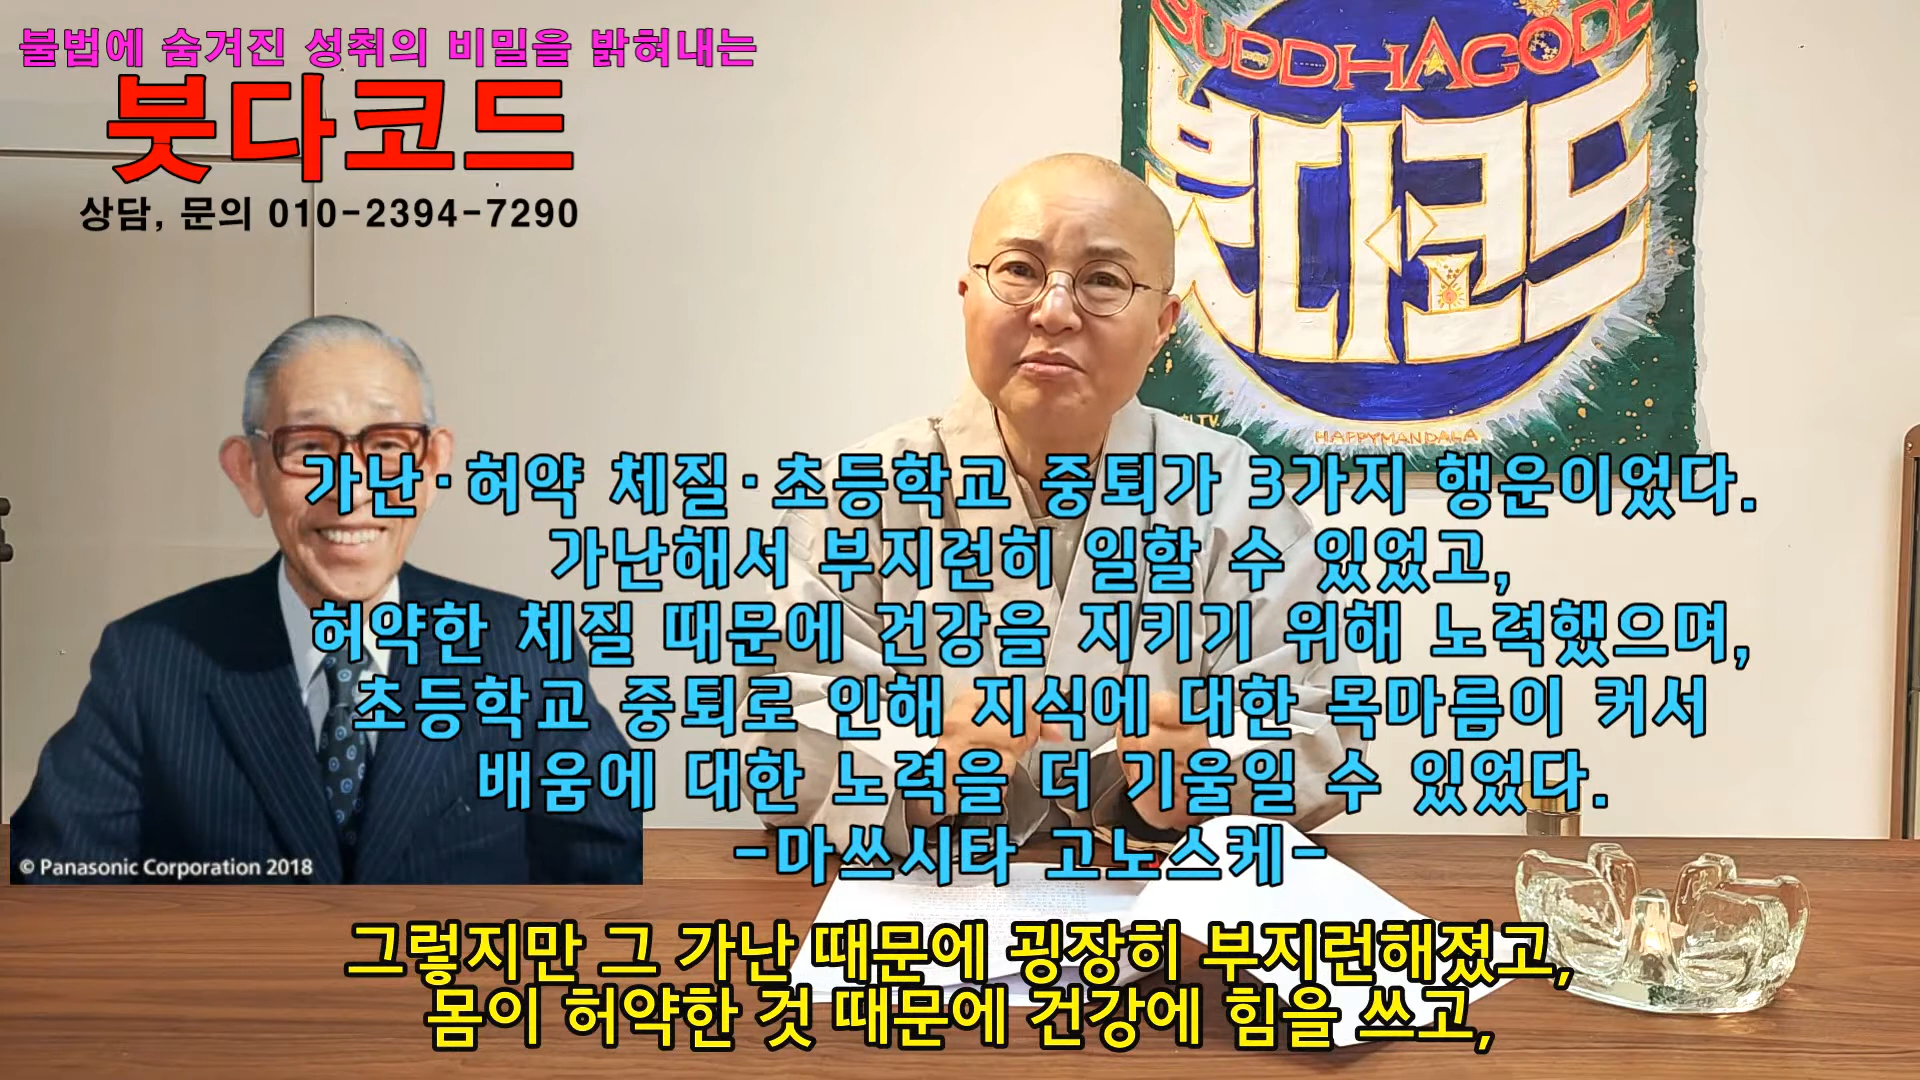 불법에 숨겨진 성취의 비밀을 밝혀내는
붓다코드
상담, 문의 010-2394-7290
BUDDHACODE
붓다코드
HAPPYMANDALA
가난·허약 체질·초등학교 중퇴가 3가지 행운이었다.
가난해서 부지런히 일할 수 있었고,
허약한 체질 때문에 건강을 지키기 위해 노력했으며,
초등학교 중퇴로 인해 지식에 대한 목마름이 커서
배움에 대한 노력을 더 기울일 수 있었다.
-마쓰시타 고노스케-
© Panasonic Corporation 2018
그렇지만 그 가난 때문에 굉장히 부지런해졌고,
몸이 허약한 것 때문에 건강에 힘을 쓰고,